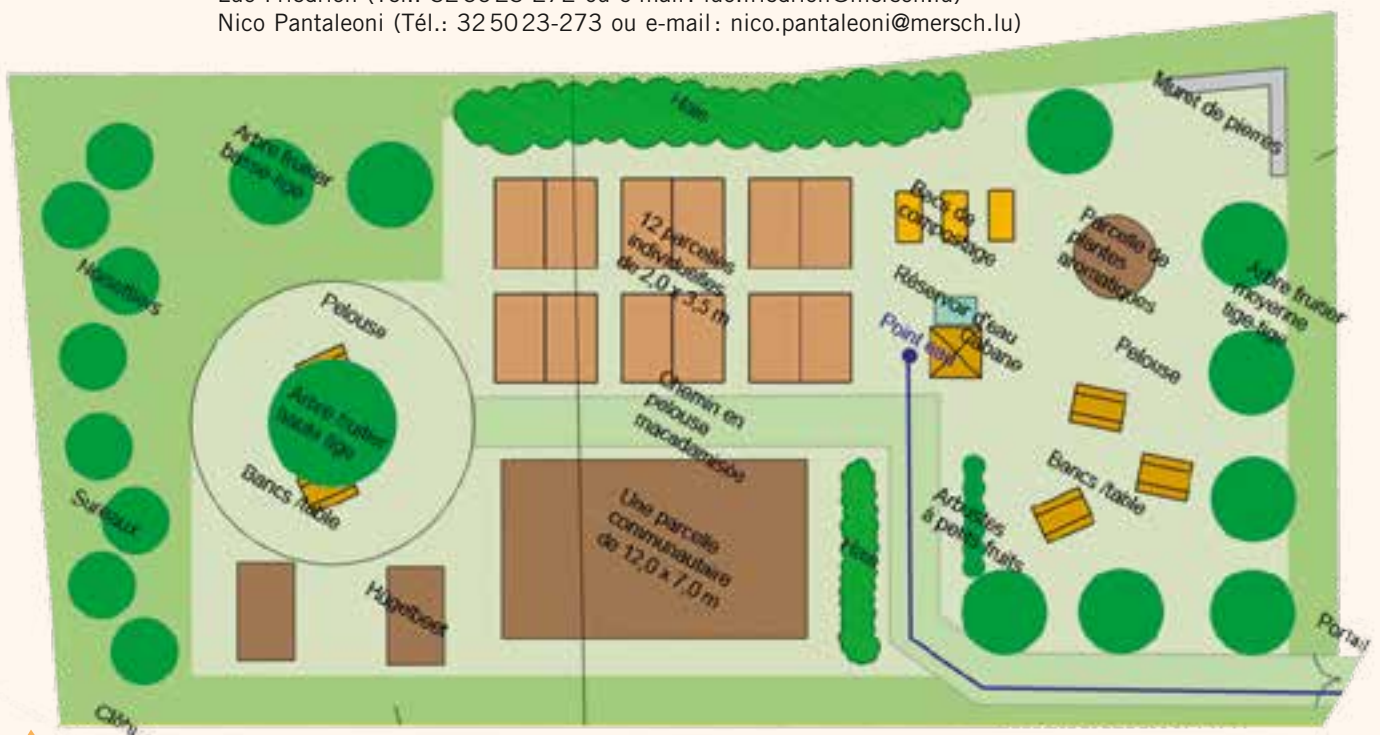 Nico Pantaleoni (Tél.: 32 50 23-273 ou e-mail: nico.pantaleoni@mersch.lu)
Haie
Muret de pierres
Arbre fruitier
basse-tige
12 parcelles
individuelles
de 2,0 x 3,5 m
Bacs de
compostage
Parcelle de
plantes
aromatiques
Noisetiers
Pelouse
Réservoir d'eau
Cabane
Point eau
Arbre fruitier
moyenne
tige-tige
Pelouse
Arbre fruitier
haute tige
Chemin en
pelouse
macadamisée
Bancs /table
Bancs /table
Sureaux
Une parcelle
communautaire
de 12,0 x 7,0 m
Arbustes
à petits fruits
Hügelbeet
Portail